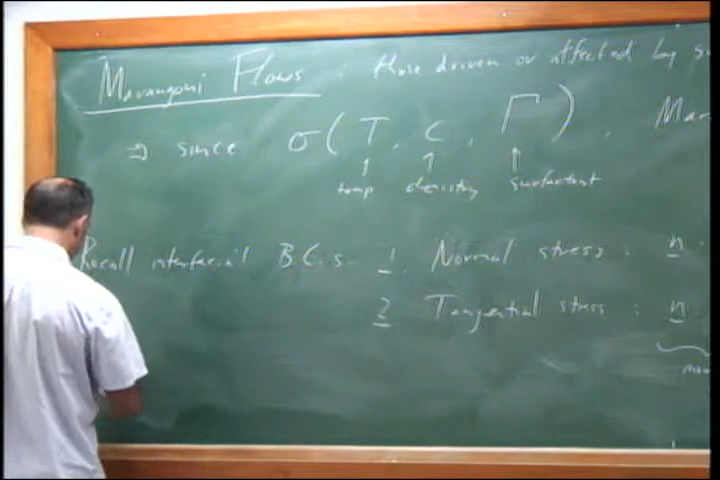 Marangoni Flows : those driven or affected by
⇒ since σ( T , c , Γ ) ,
↑ ↑ ↑
temp chemistry surfactant
Recall interfacial B.C.s 1. Normal stress : n ·
2 Tangential stress : n ·